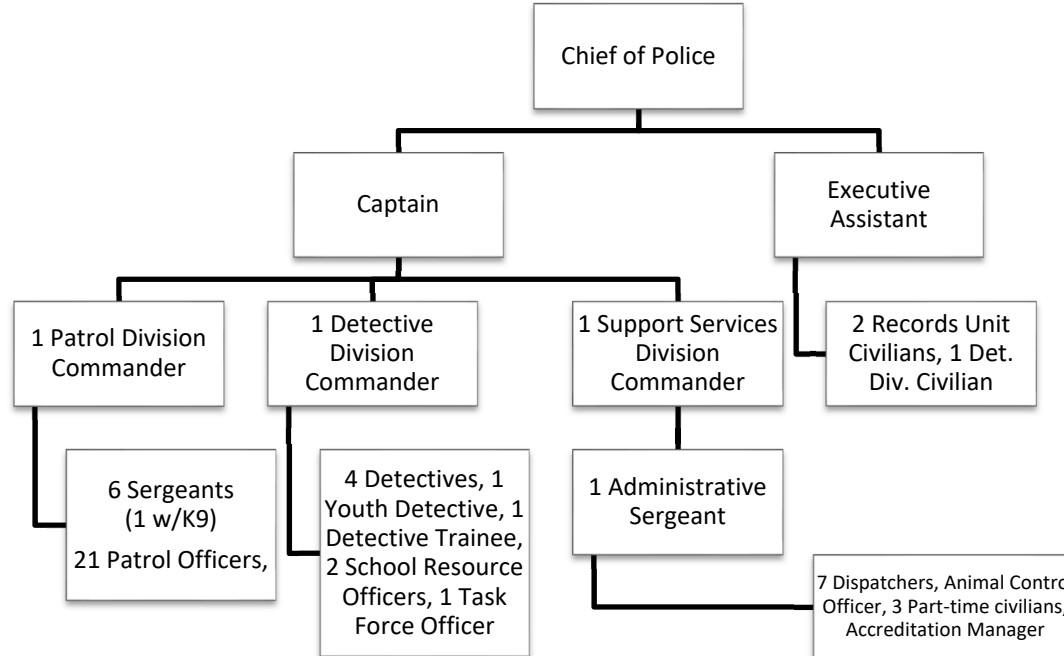 Chief of Police
Captain
Executive
Assistant
1 Patrol Division
Commander
1 Detective
Division
Commander
1 Support Services
Division
Commander
2 Records Unit
Civilians, 1 Det.
Div. Civilian
6 Sergeants
(1 w/K9)
21 Patrol Officers,
4 Detectives, 1
Youth Detective, 1
Detective Trainee,
2 School Resource
Officers, 1 Task
Force Officer
1 Administrative
Sergeant
7 Dispatchers, Animal Contro
Officer, 3 Part-time civilians,
Accreditation Manager